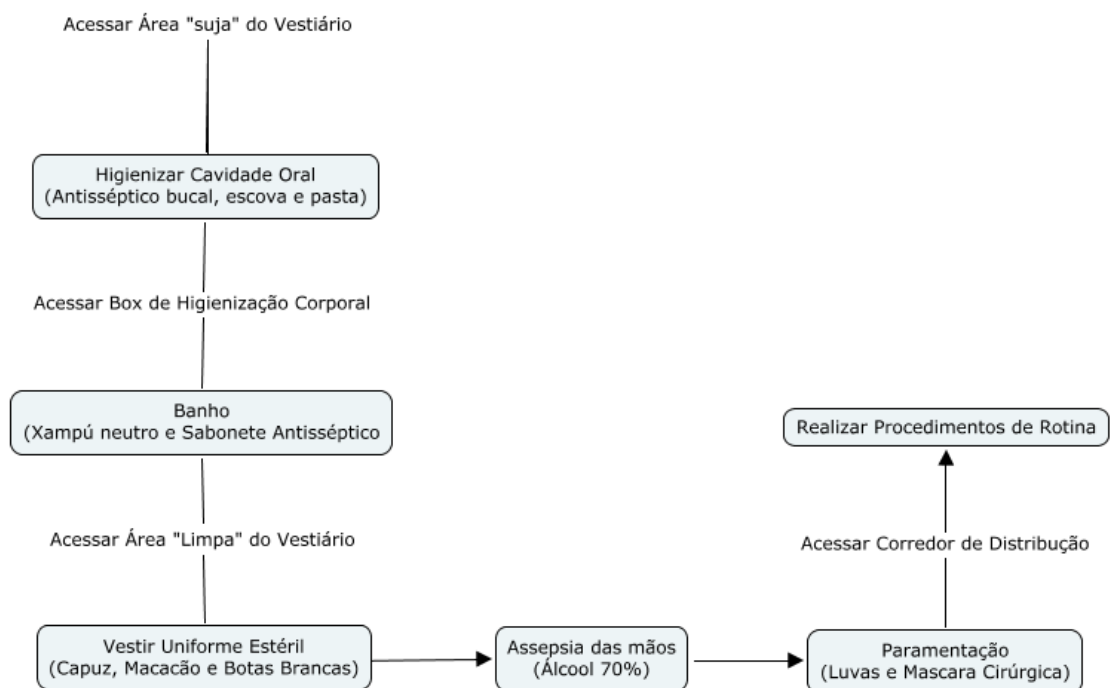 Acessar Área "suja" do Vestiário
Higienizar Cavidade Oral
(Antisséptico bucal, escova e pasta)
Acessar Box de Higienização Corporal
Banho
(Xampú neutro e Sabonete Antisséptico
Acessar Área "Limpa" do Vestiário
Vestir Uniforme Estéril
(Capuz, Macacão e Botas Brancas)
Assepsia das mãos
(Álcool 70%)
Paramentação
(Luvas e Mascara Cirúrgica)
Acessar Corredor de Distribução
Realizar Procedimentos de Rotina